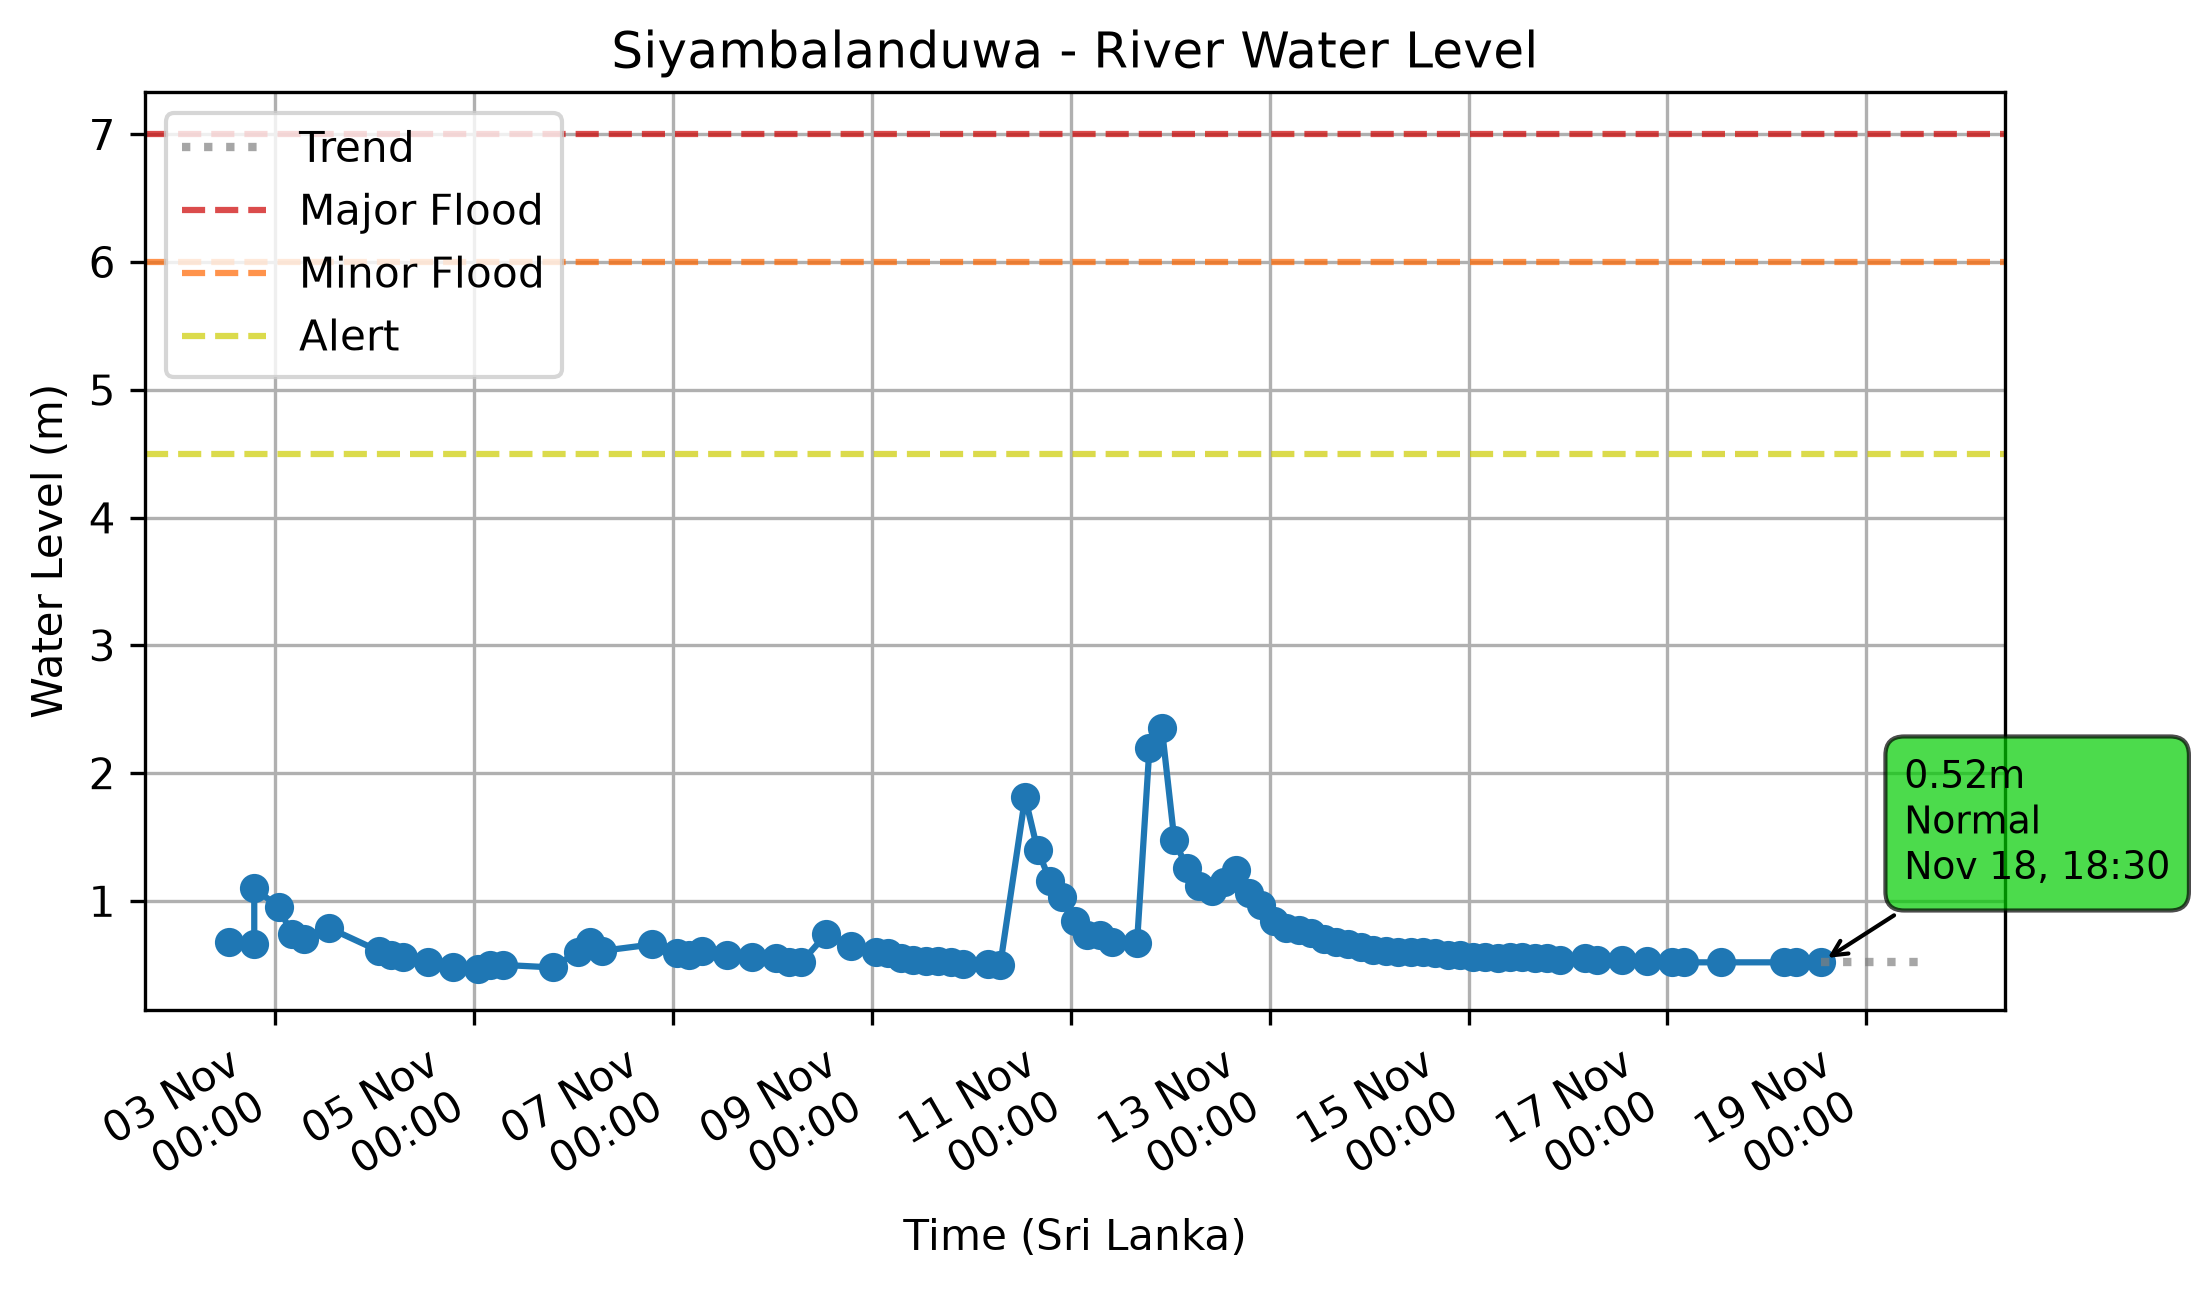 Siyambalanduwa - River Water Level
Trend
Major Flood
Minor Flood
Alert
7
6
5
4
3
2
1
Water Level (m)
0.52m
Normal
Nov 18, 18:30
03 Nov
00:00
05 Nov
00:00
07 Nov
00:00
09 Nov
00:00
11 Nov
00:00
13 Nov
00:00
15 Nov
00:00
17 Nov
00:00
19 Nov
00:00
Time (Sri Lanka)